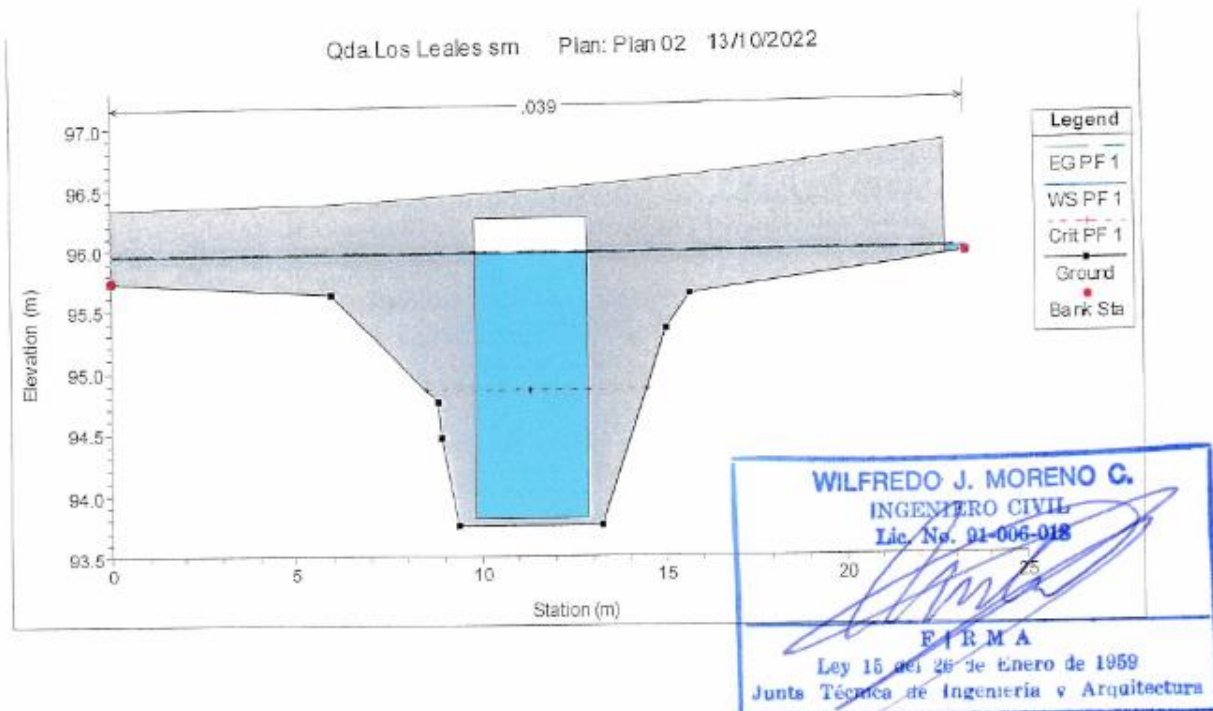 Qda.Los Leales sm Plan: Plan 02 13/10/2022
.039
97.0
96.5
96.0
95.5
95.0
94.5
94.0
93.5
Elevation (m)
0 5 10 15 20 25
Station (m)
Legend
EG PF 1
WS PF 1
Crit PF 1
Ground
Bank Sta
WILFREDO J. MORENO C.
INGENIERO CIVIL
Lic. No. 91-006-018
FIRMA
Ley 15 del 26 de Enero de 1959
Junta Técnica de Ingeniería y Arquitectura